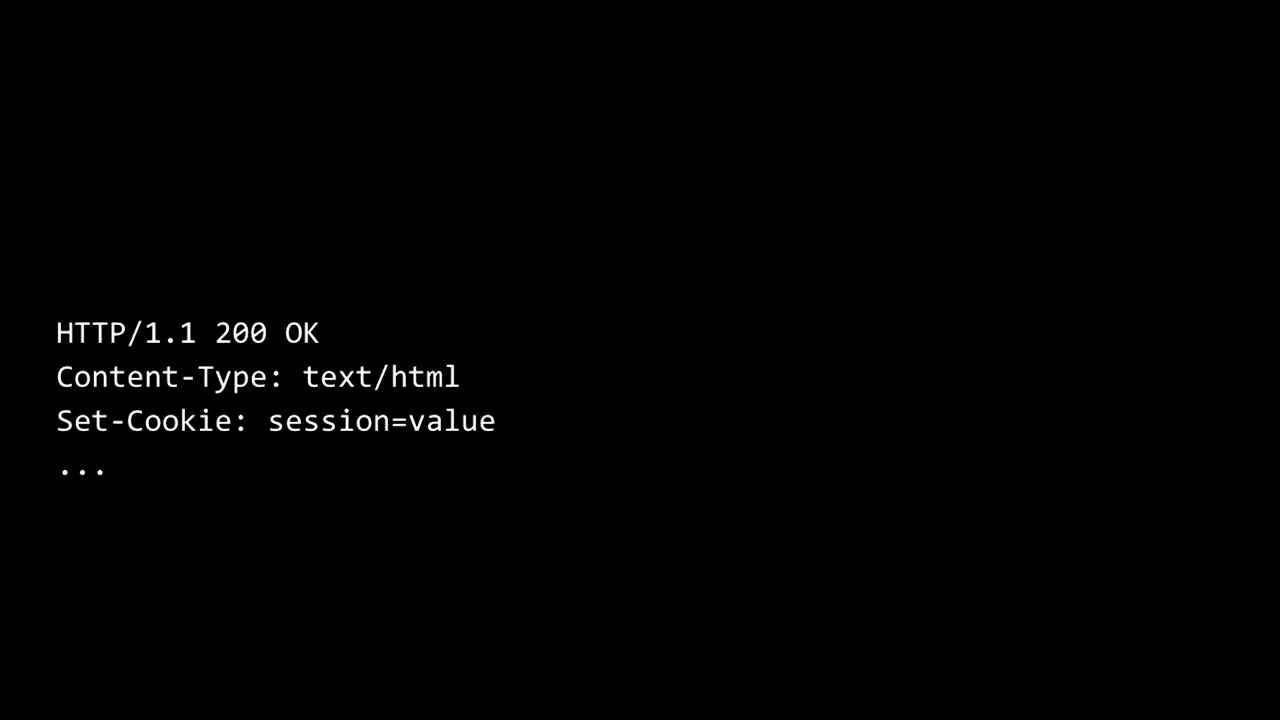 HTTP/1.1 200 OK
Content-Type: text/html
Set-Cookie: session=value
...